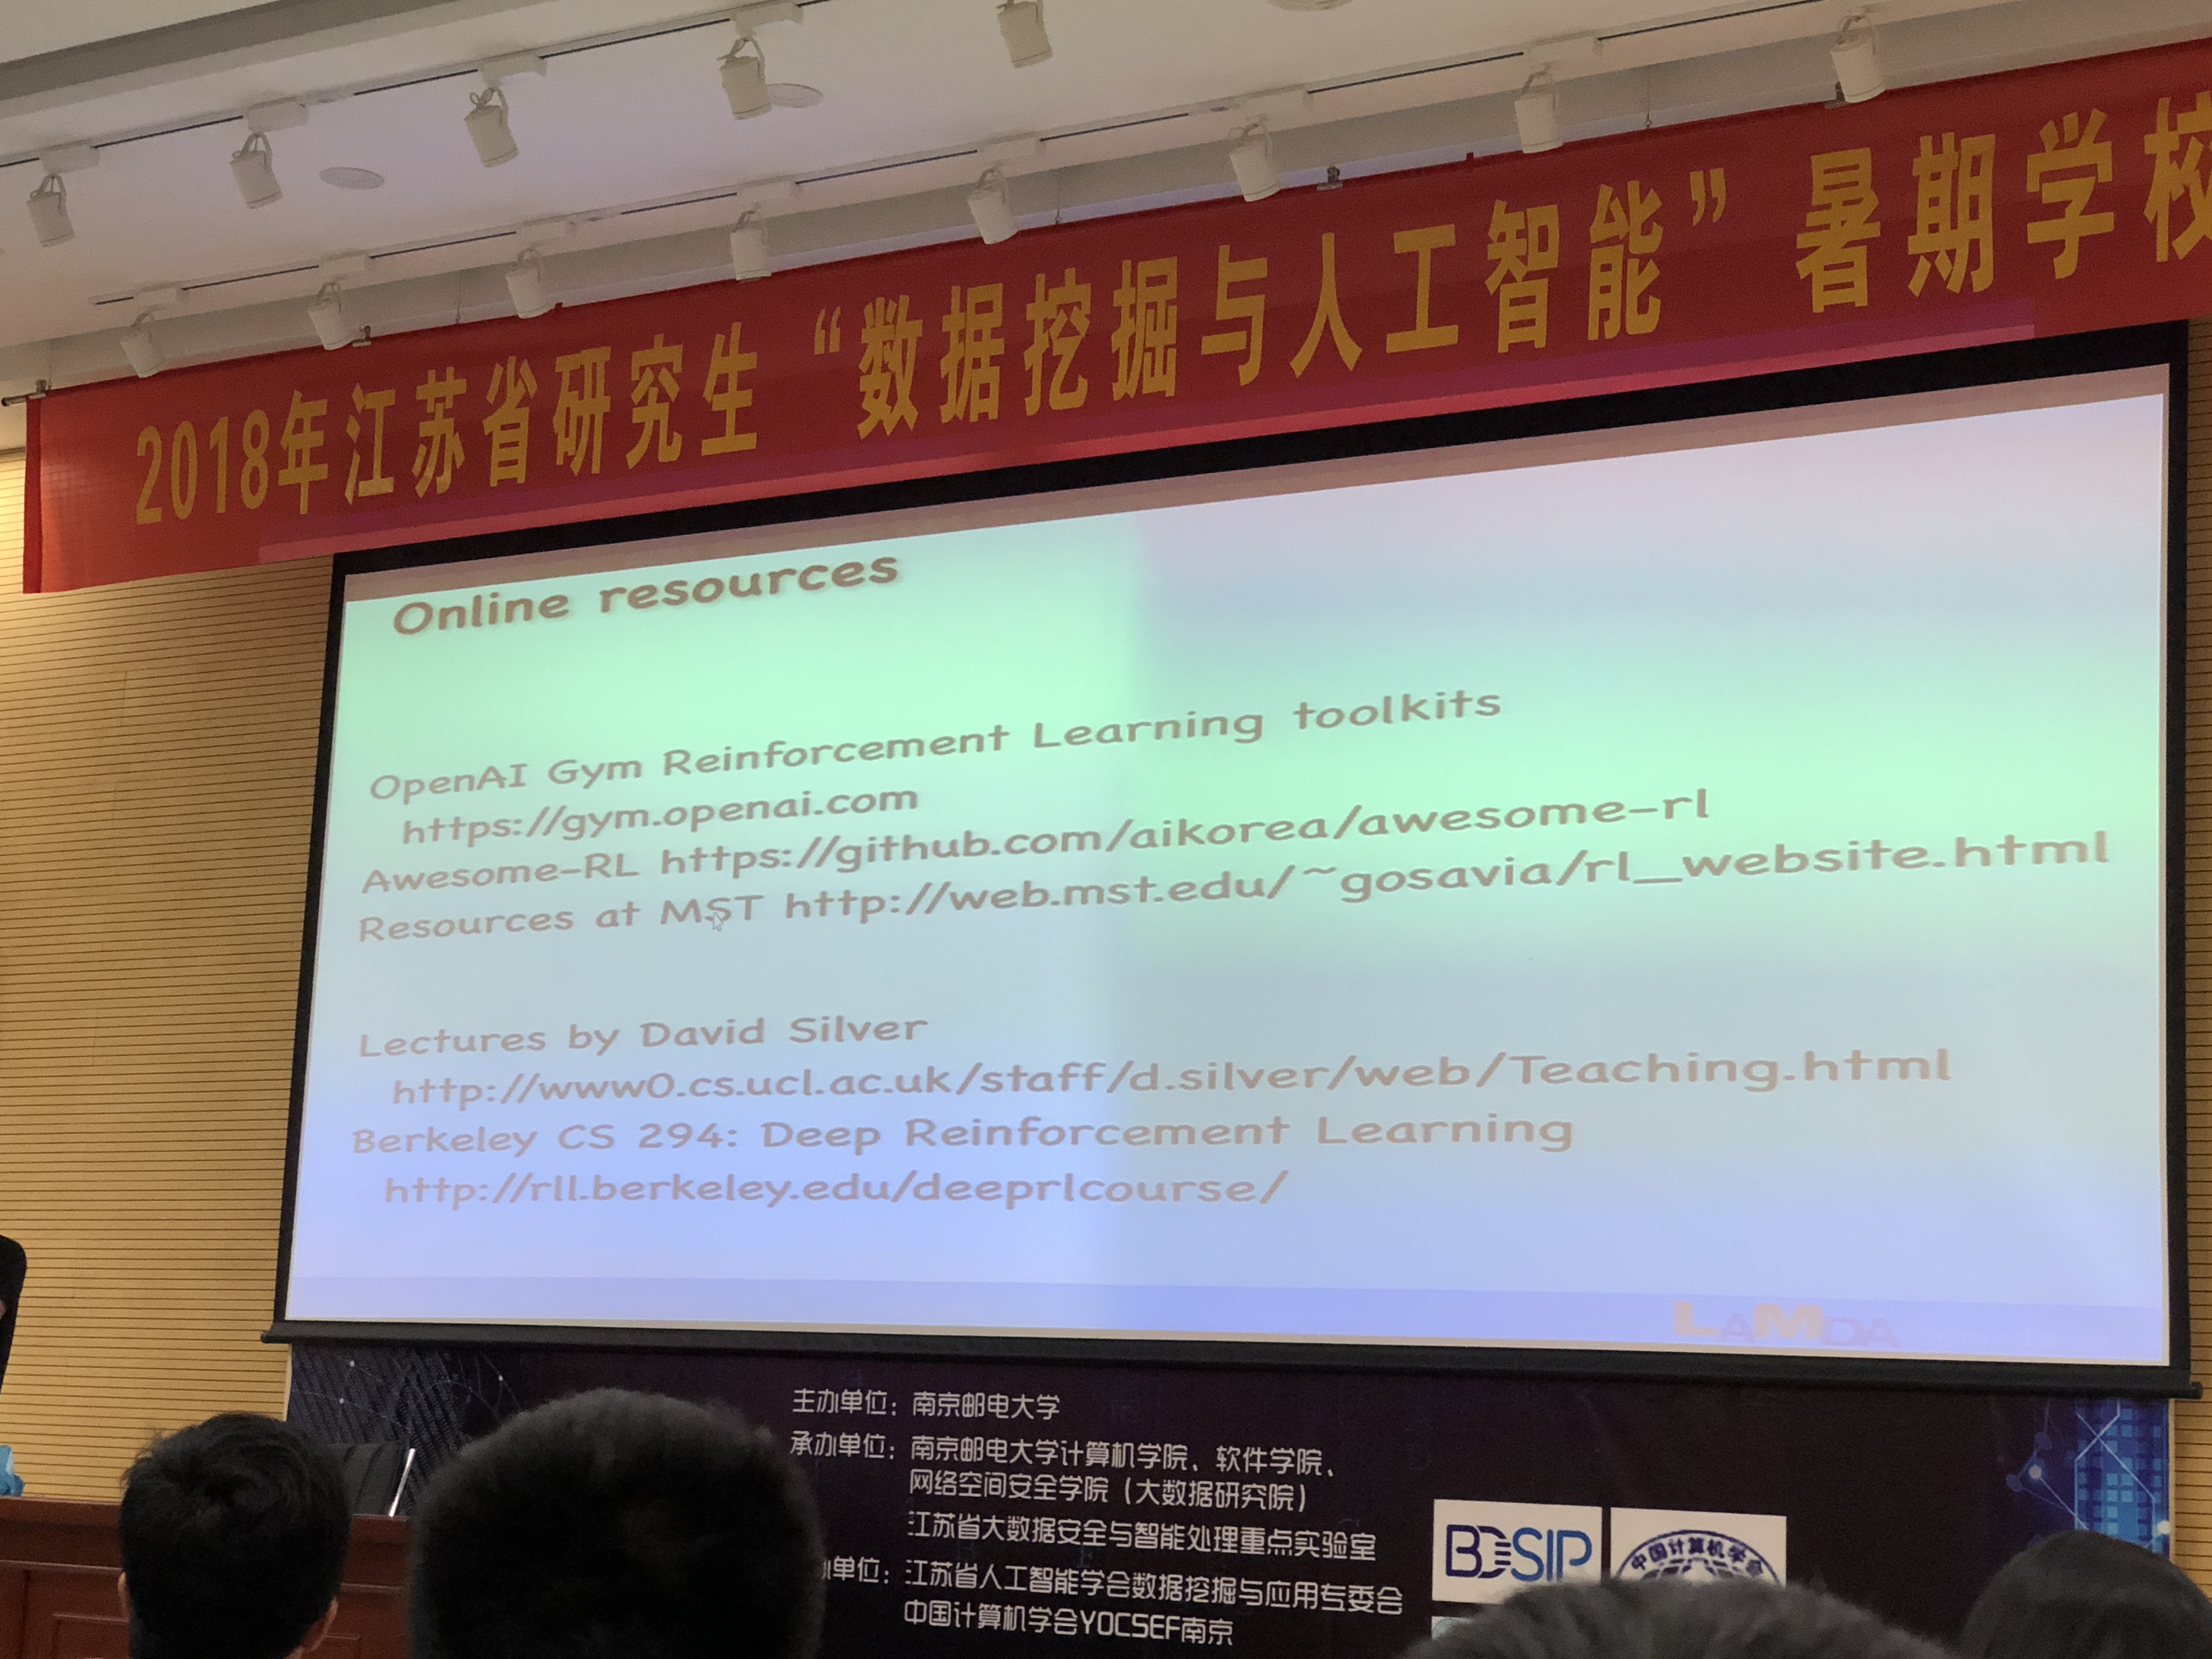 2018年江苏省研究生“数据挖掘与人工智能”暑期学校
Online resources
OpenAI Gym Reinforcement Learning toolkits
https://gym.openai.com
Awesome-RL https://github.com/aikorea/awesome-rl
Resources at MST http://web.mst.edu/~gosavia/rl_website.html
Lectures by David Silver
http://www0.cs.ucl.ac.uk/staff/d.silver/web/Teaching.html
Berkeley CS 294: Deep Reinforcement Learning
http://rll.berkeley.edu/deeprlcourse/
LAMDA
主办单位：南京邮电大学
承办单位：南京邮电大学计算机学院、软件学院、
网络空间安全学院（大数据研究院）
江苏省大数据安全与智能处理重点实验室
单位：江苏省人工智能学会数据挖掘与应用专委会
中国计算机学会YOCSEF南京
BDSIP
中国计算机学会